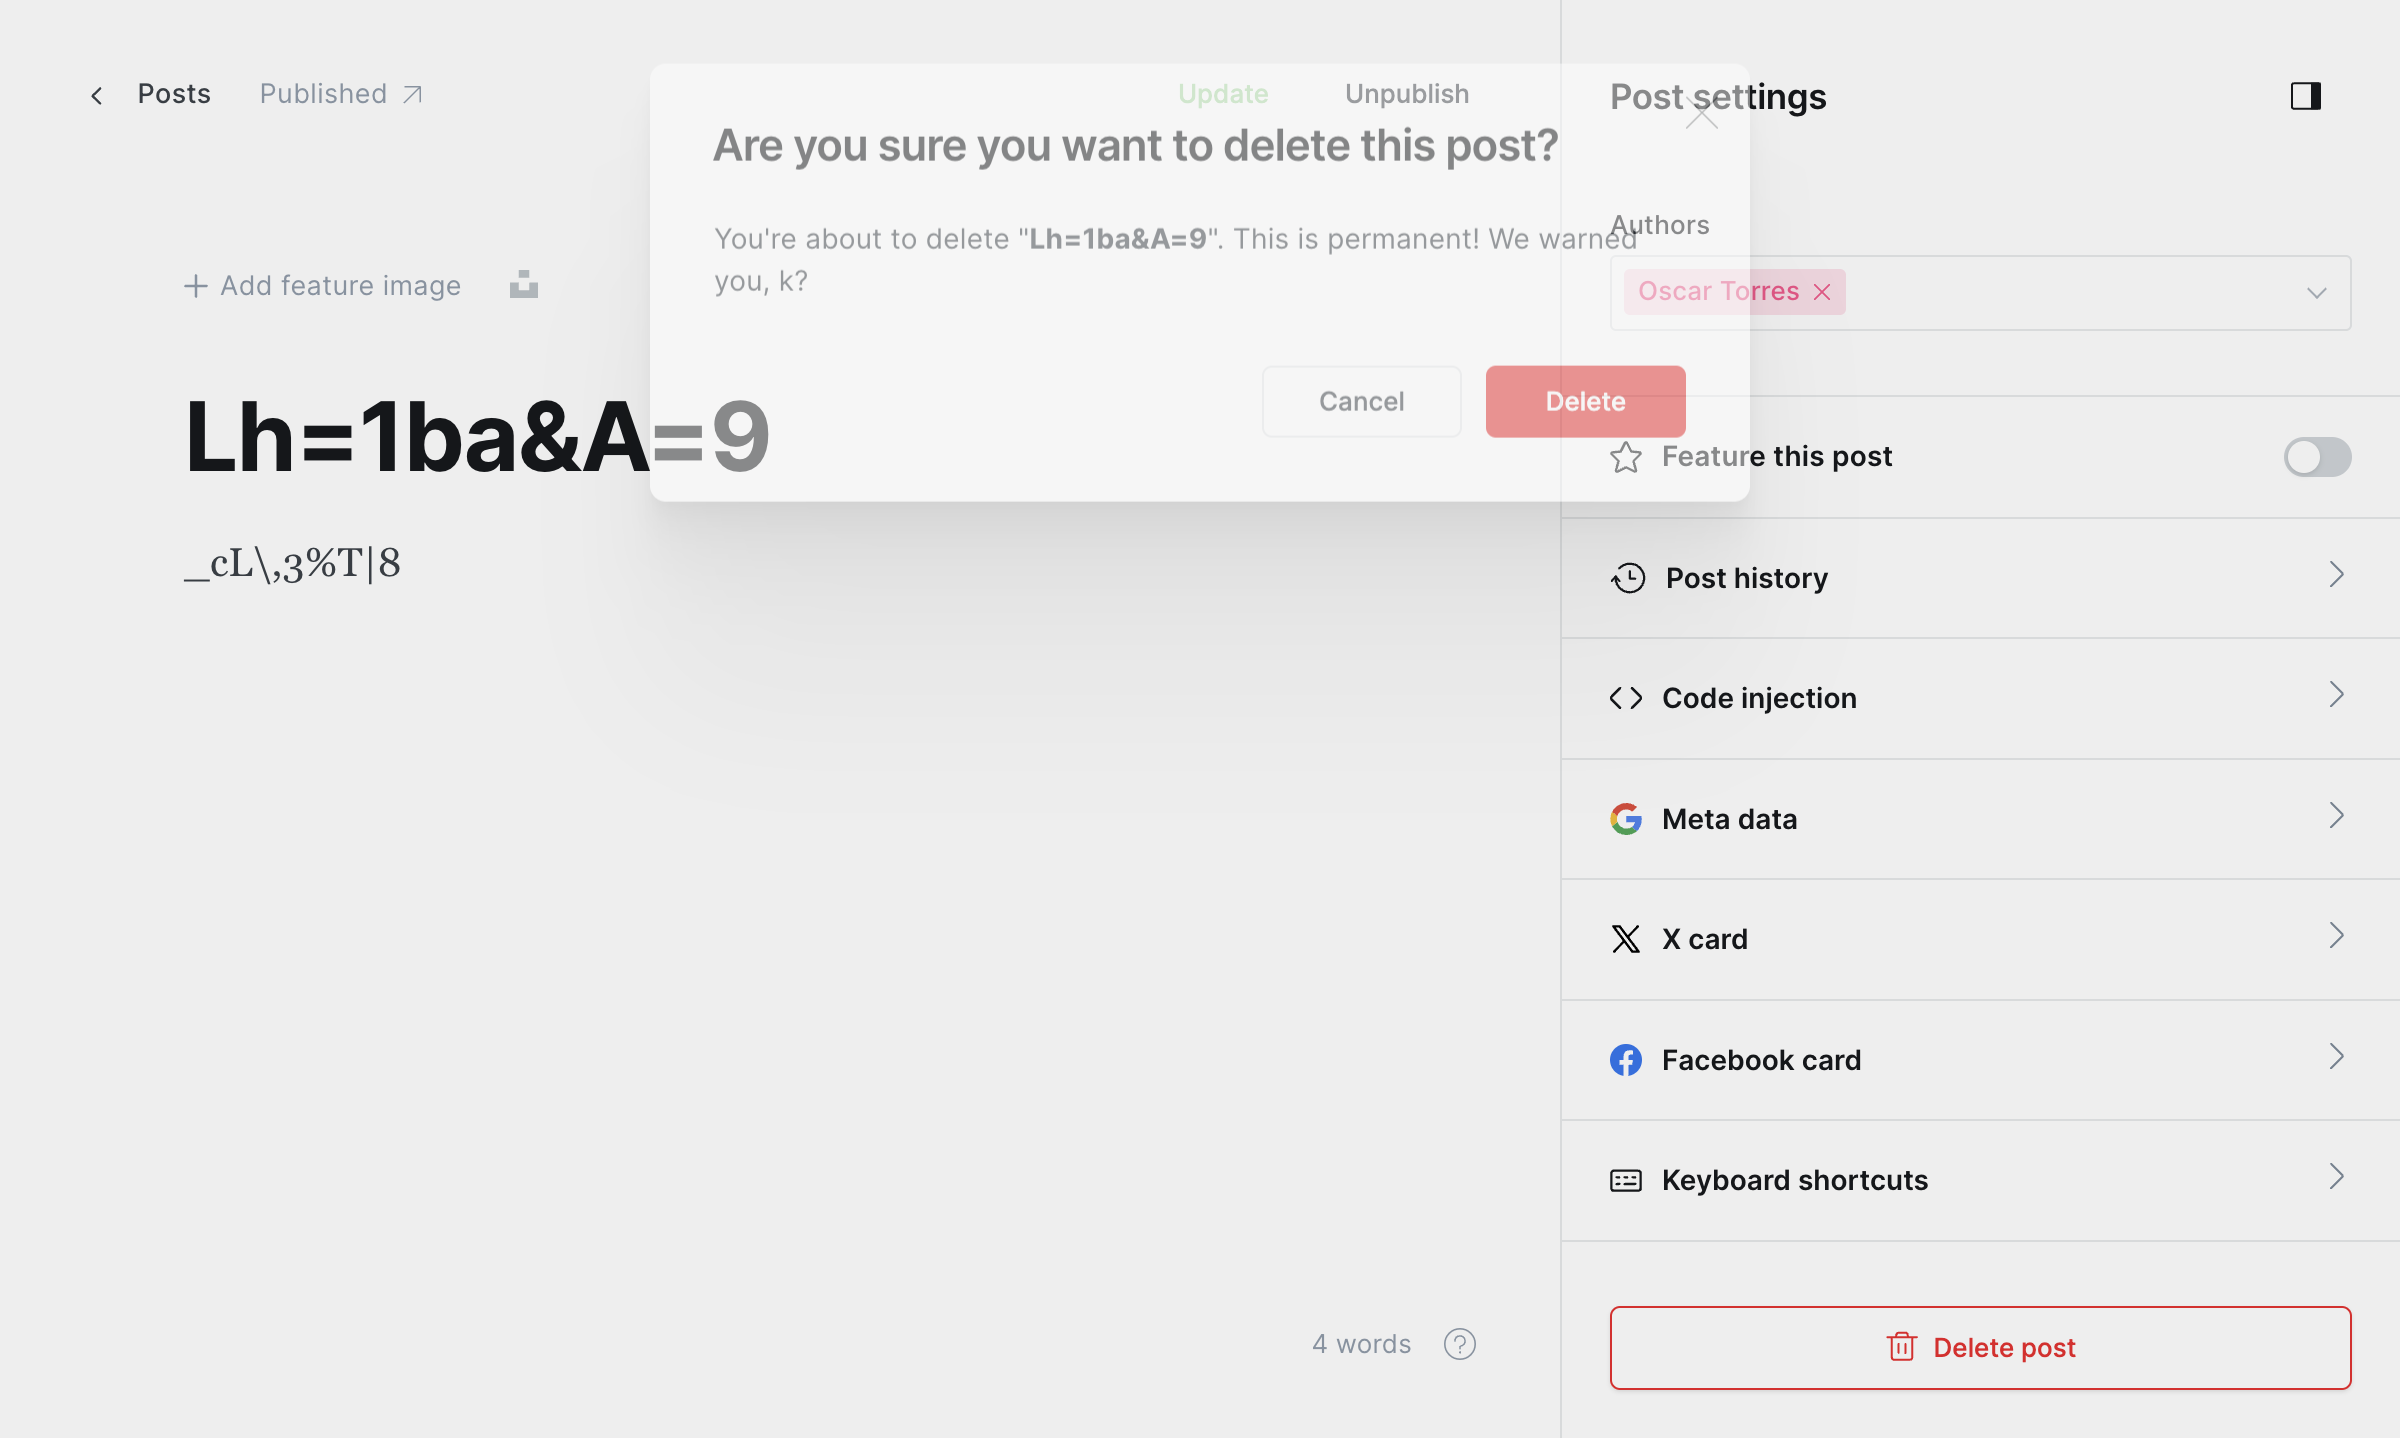 Posts
Published
Update
Unpublish
Post settings
Are you sure you want to delete this post?
You're about to delete "Lh=1ba&A=9". This is permanent! We warned
you, k?
Cancel
Delete
Add feature image
Lh=1ba&A=9
_cL\,3%T|8
4 words
?
Authors
Oscar Torres
Feature this post
Post history
Code injection
Meta data
X card
Facebook card
Keyboard shortcuts
Delete post